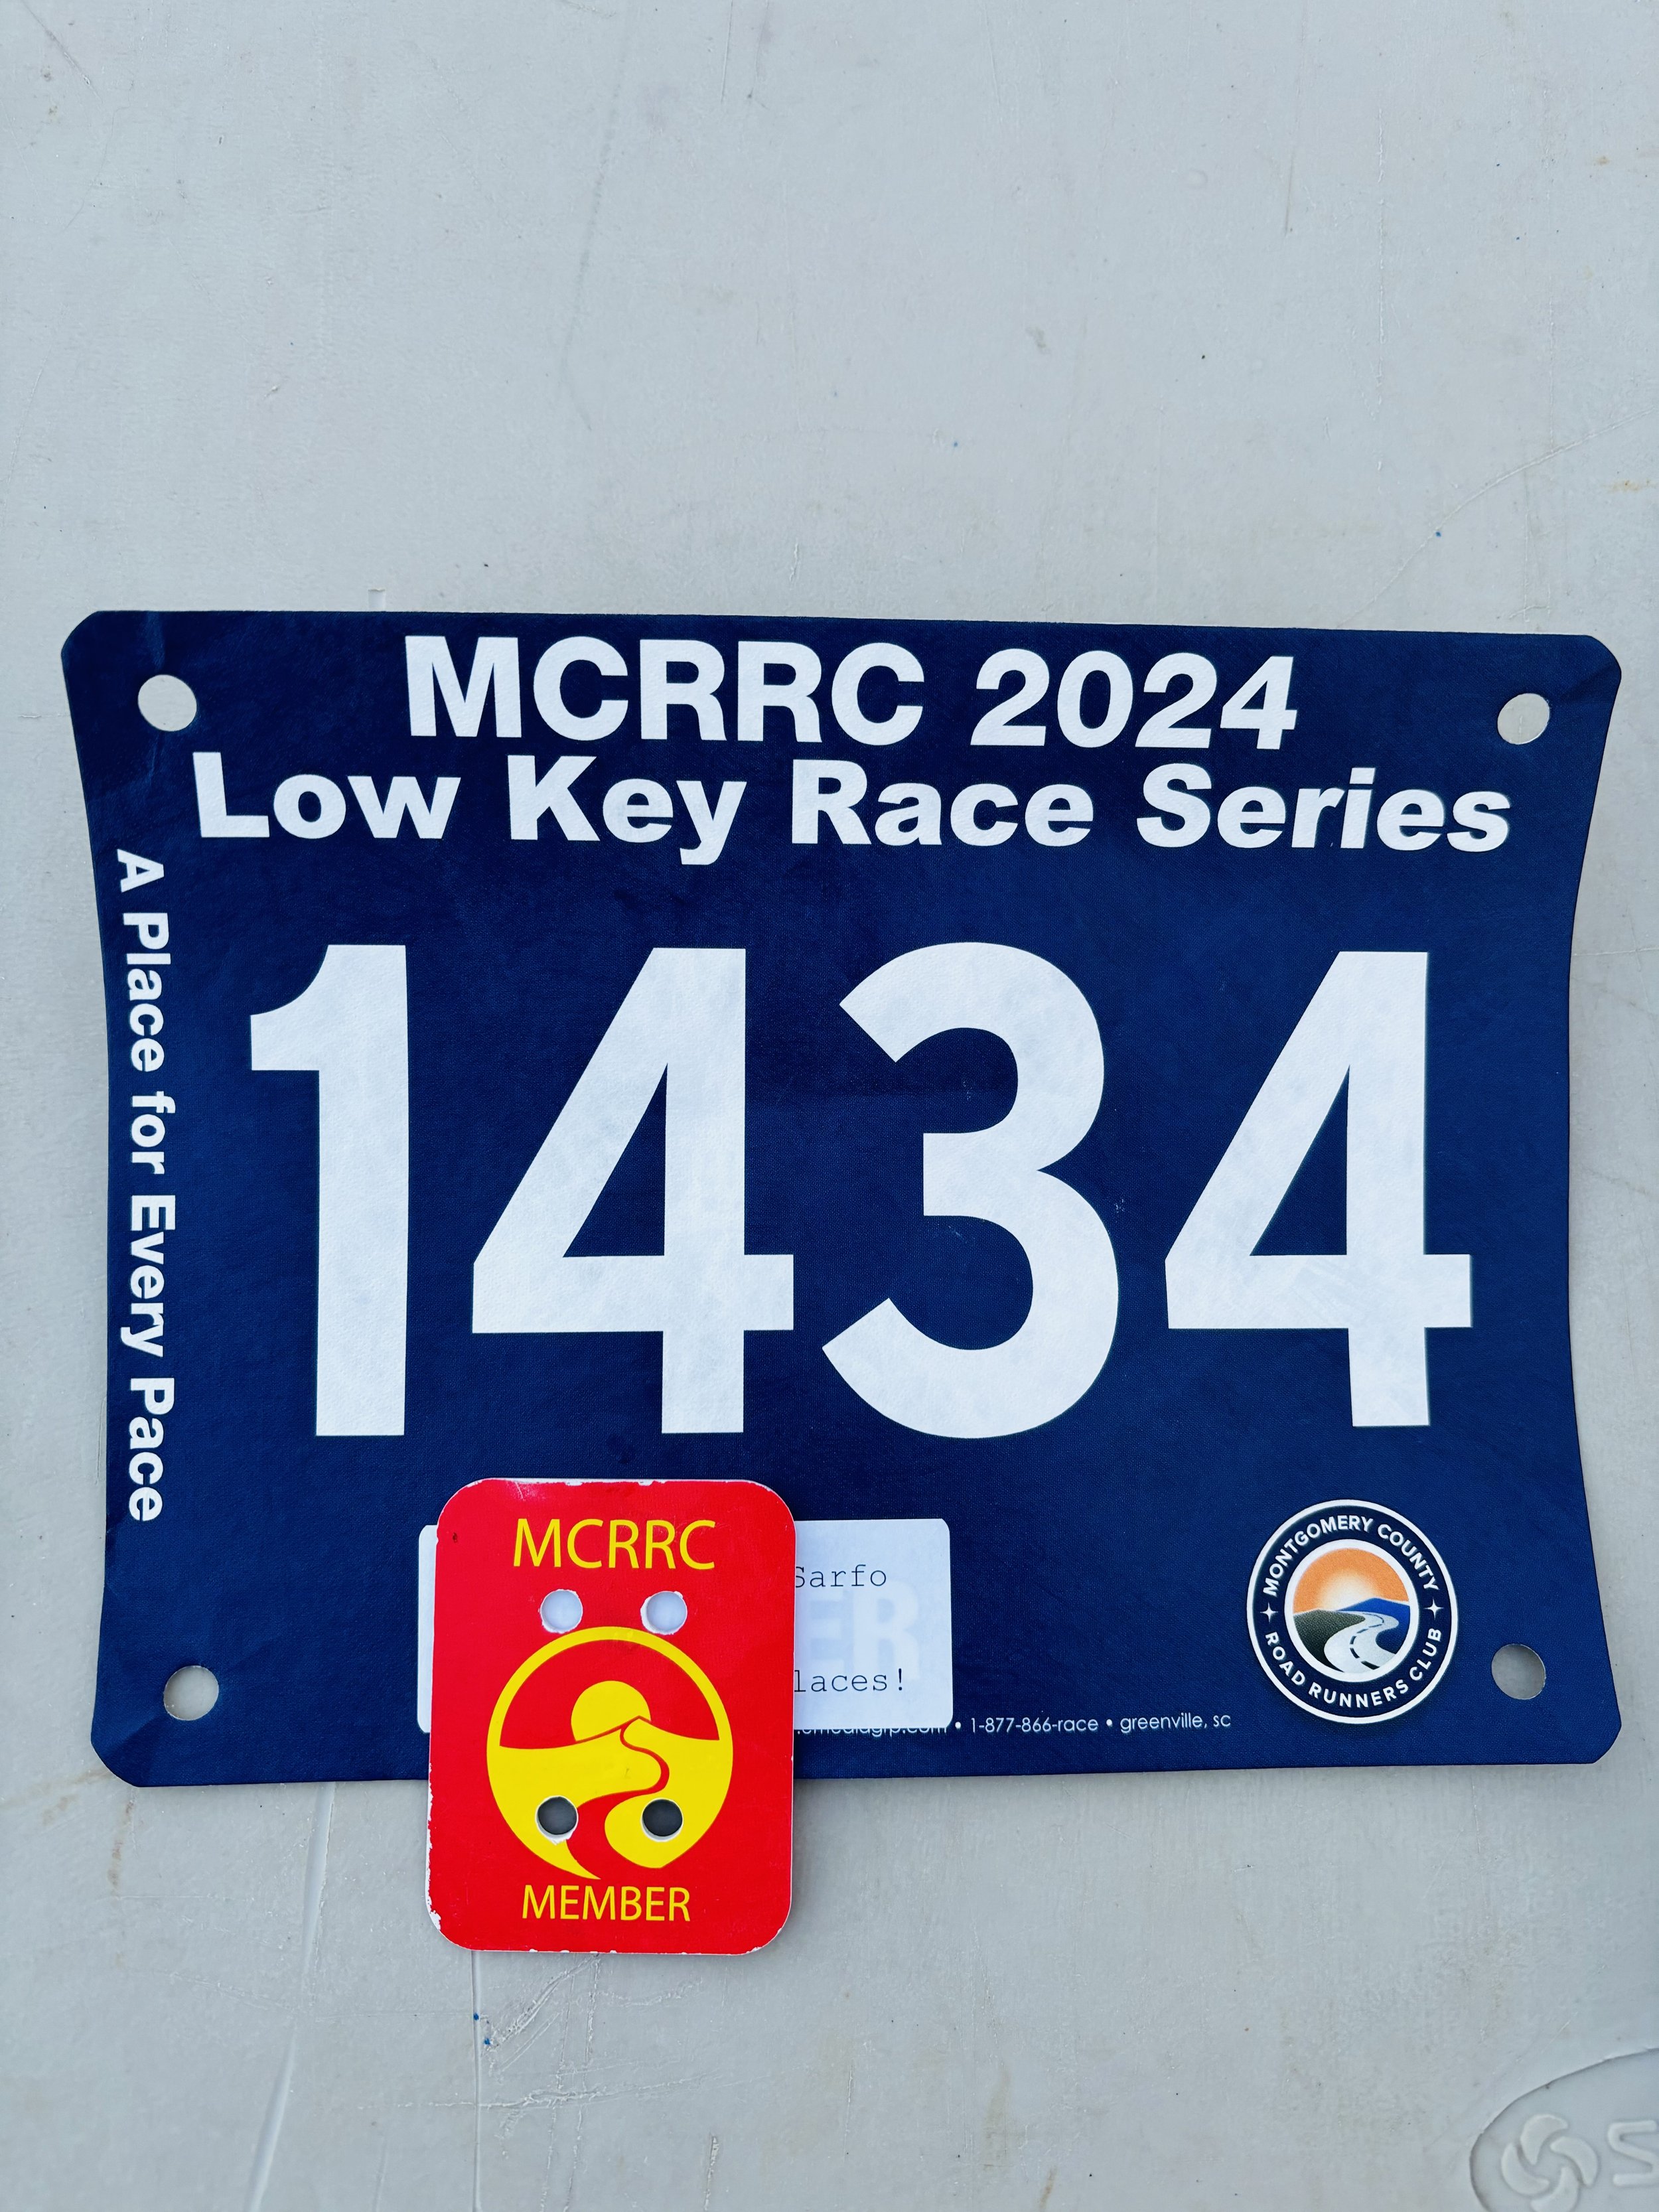 MCRRC 2024
Low Key Race Series
A Place for Every Pace
1434
MCRRC
MEMBER
Sarfo
laces!
• 1-877-866-race • greenville, sc
MONTGOMERY COUNTY
ROAD RUNNERS CLUB